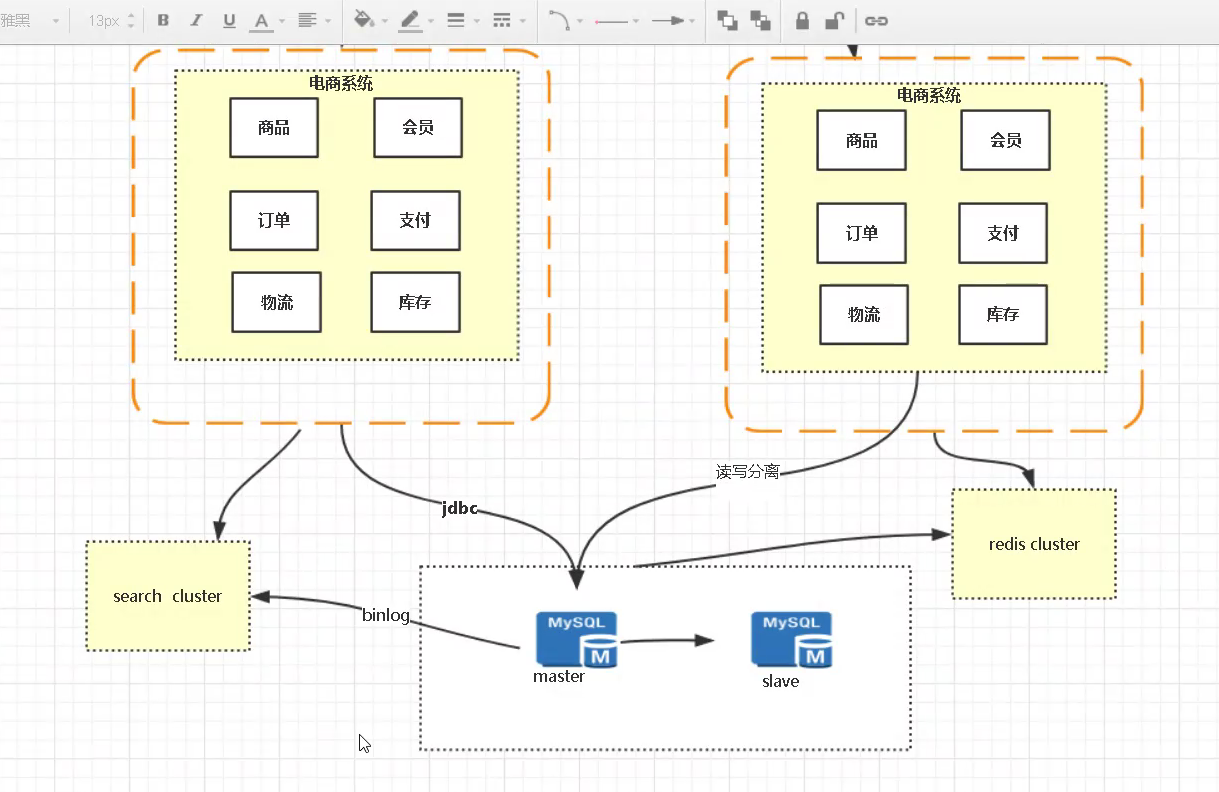 雅黑
13px
B
I
U
A
电商系统
商品
会员
订单
支付
物流
库存
电商系统
商品
会员
订单
支付
物流
库存
读写分离
jdbc
redis cluster
search cluster
binlog
MySQL
M
master
MySQL
M
slave